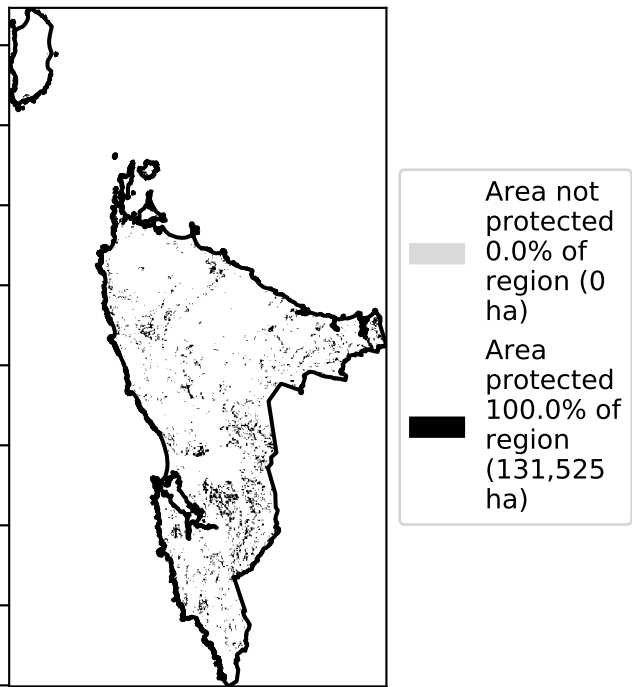 Area not
protected
0.0% of
region (0
ha)
Area
protected
100.0% of
region
(131,525
ha)